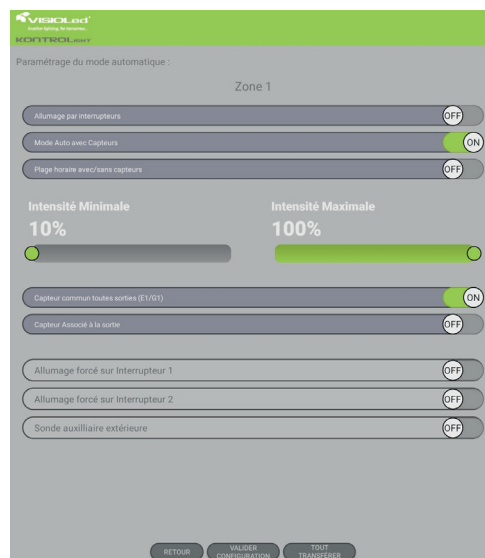 VISIOLed
KONTROLIGHT
Paramétrage du mode automatique :
Zone 1
Allumage par interrupteurs
OFF
Mode Auto avec Capteurs
ON
Plage horaire avec/sans capteurs
OFF
Intensité Minimale
Intensité Maximale
10%
100%
Capteur commun toutes sorties (E1/G1)
ON
Capteur Associé à la sortie
OFF
Allumage forcé sur Interrupteur 1
OFF
Allumage forcé sur Interrupteur 2
OFF
Sonde auxilliaire extérieure
OFF
RETOUR
VALIDER
CONFIGURATION
TOUT
TRANSFÉRER